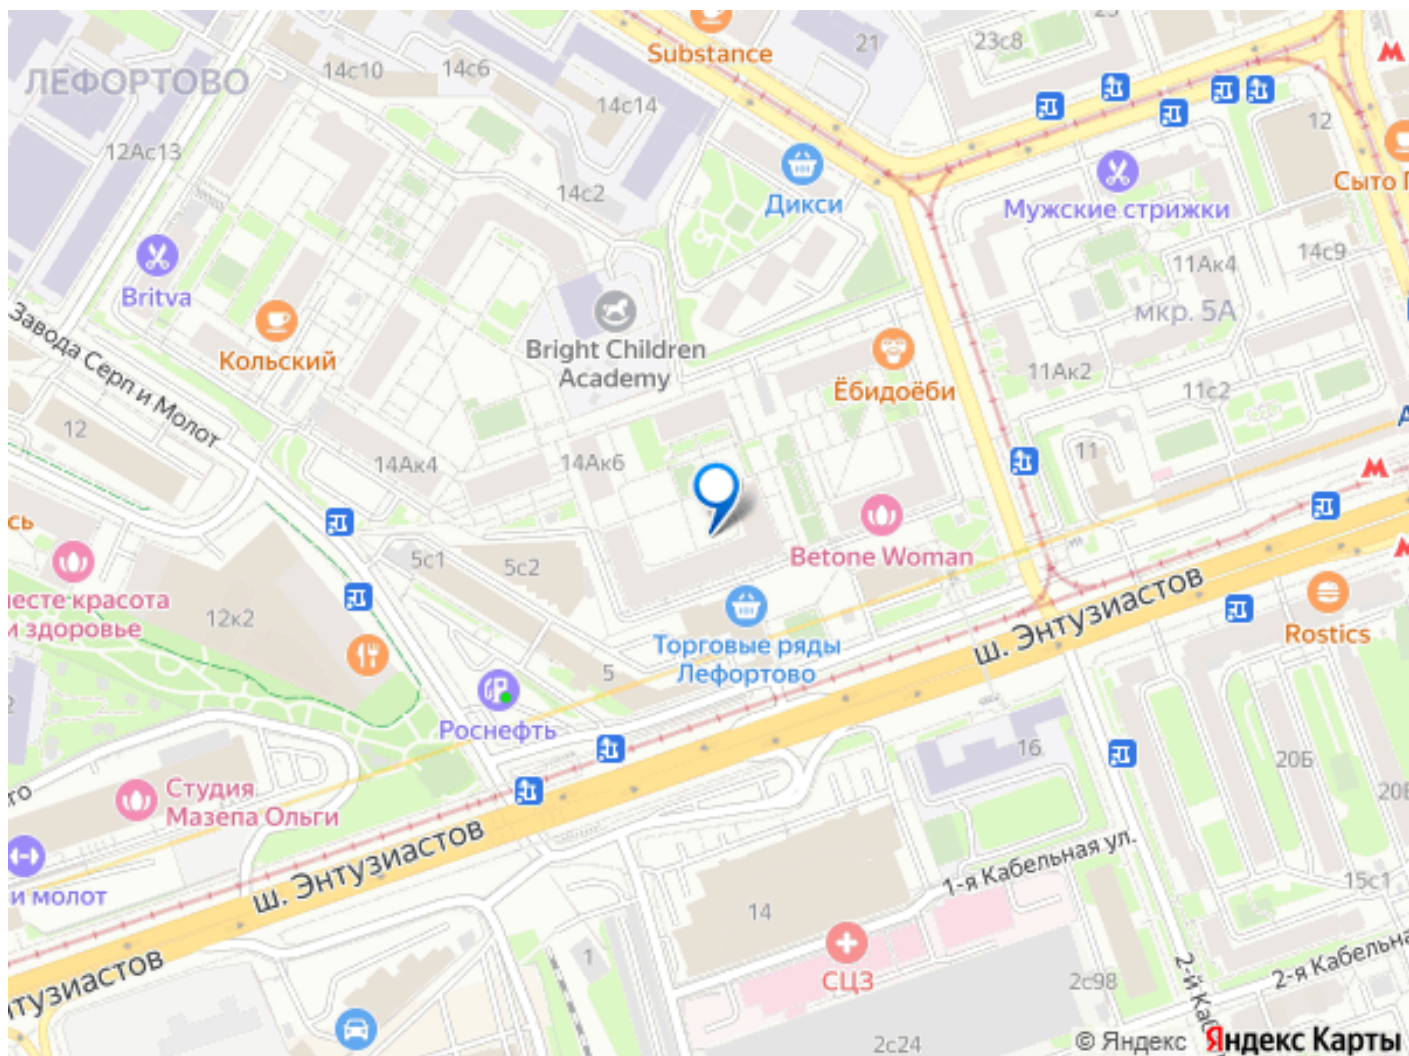 Substance
21
23с8
ЛЕФОРТОВО
14с10
14с6
14с14
12
12Ас13
14с2
Дикси
Мужские стрижки
Сыто
Britva
11Ак4
14с9
мкр. 5А
Завода Серп и Молот
Кольский
Bright Children
Academy
Ёбидоёби
11Ак2
11с2
12
14Ак4
14Ак6
11
Betone Woman
5с1
5с2
красота
и здоровье
12к2
Торговые ряды
Лефортово
ш. Энтузиастов
Rostics
5
Роснефть
16
20Б
Студия
Мазепа Ольги
ш. Энтузиастов
1-я Кабельная ул.
и молот
15с1
14
1
СЦЗ
2с98
2-я
2-й
2с24
© Яндекс Яндекс Карты